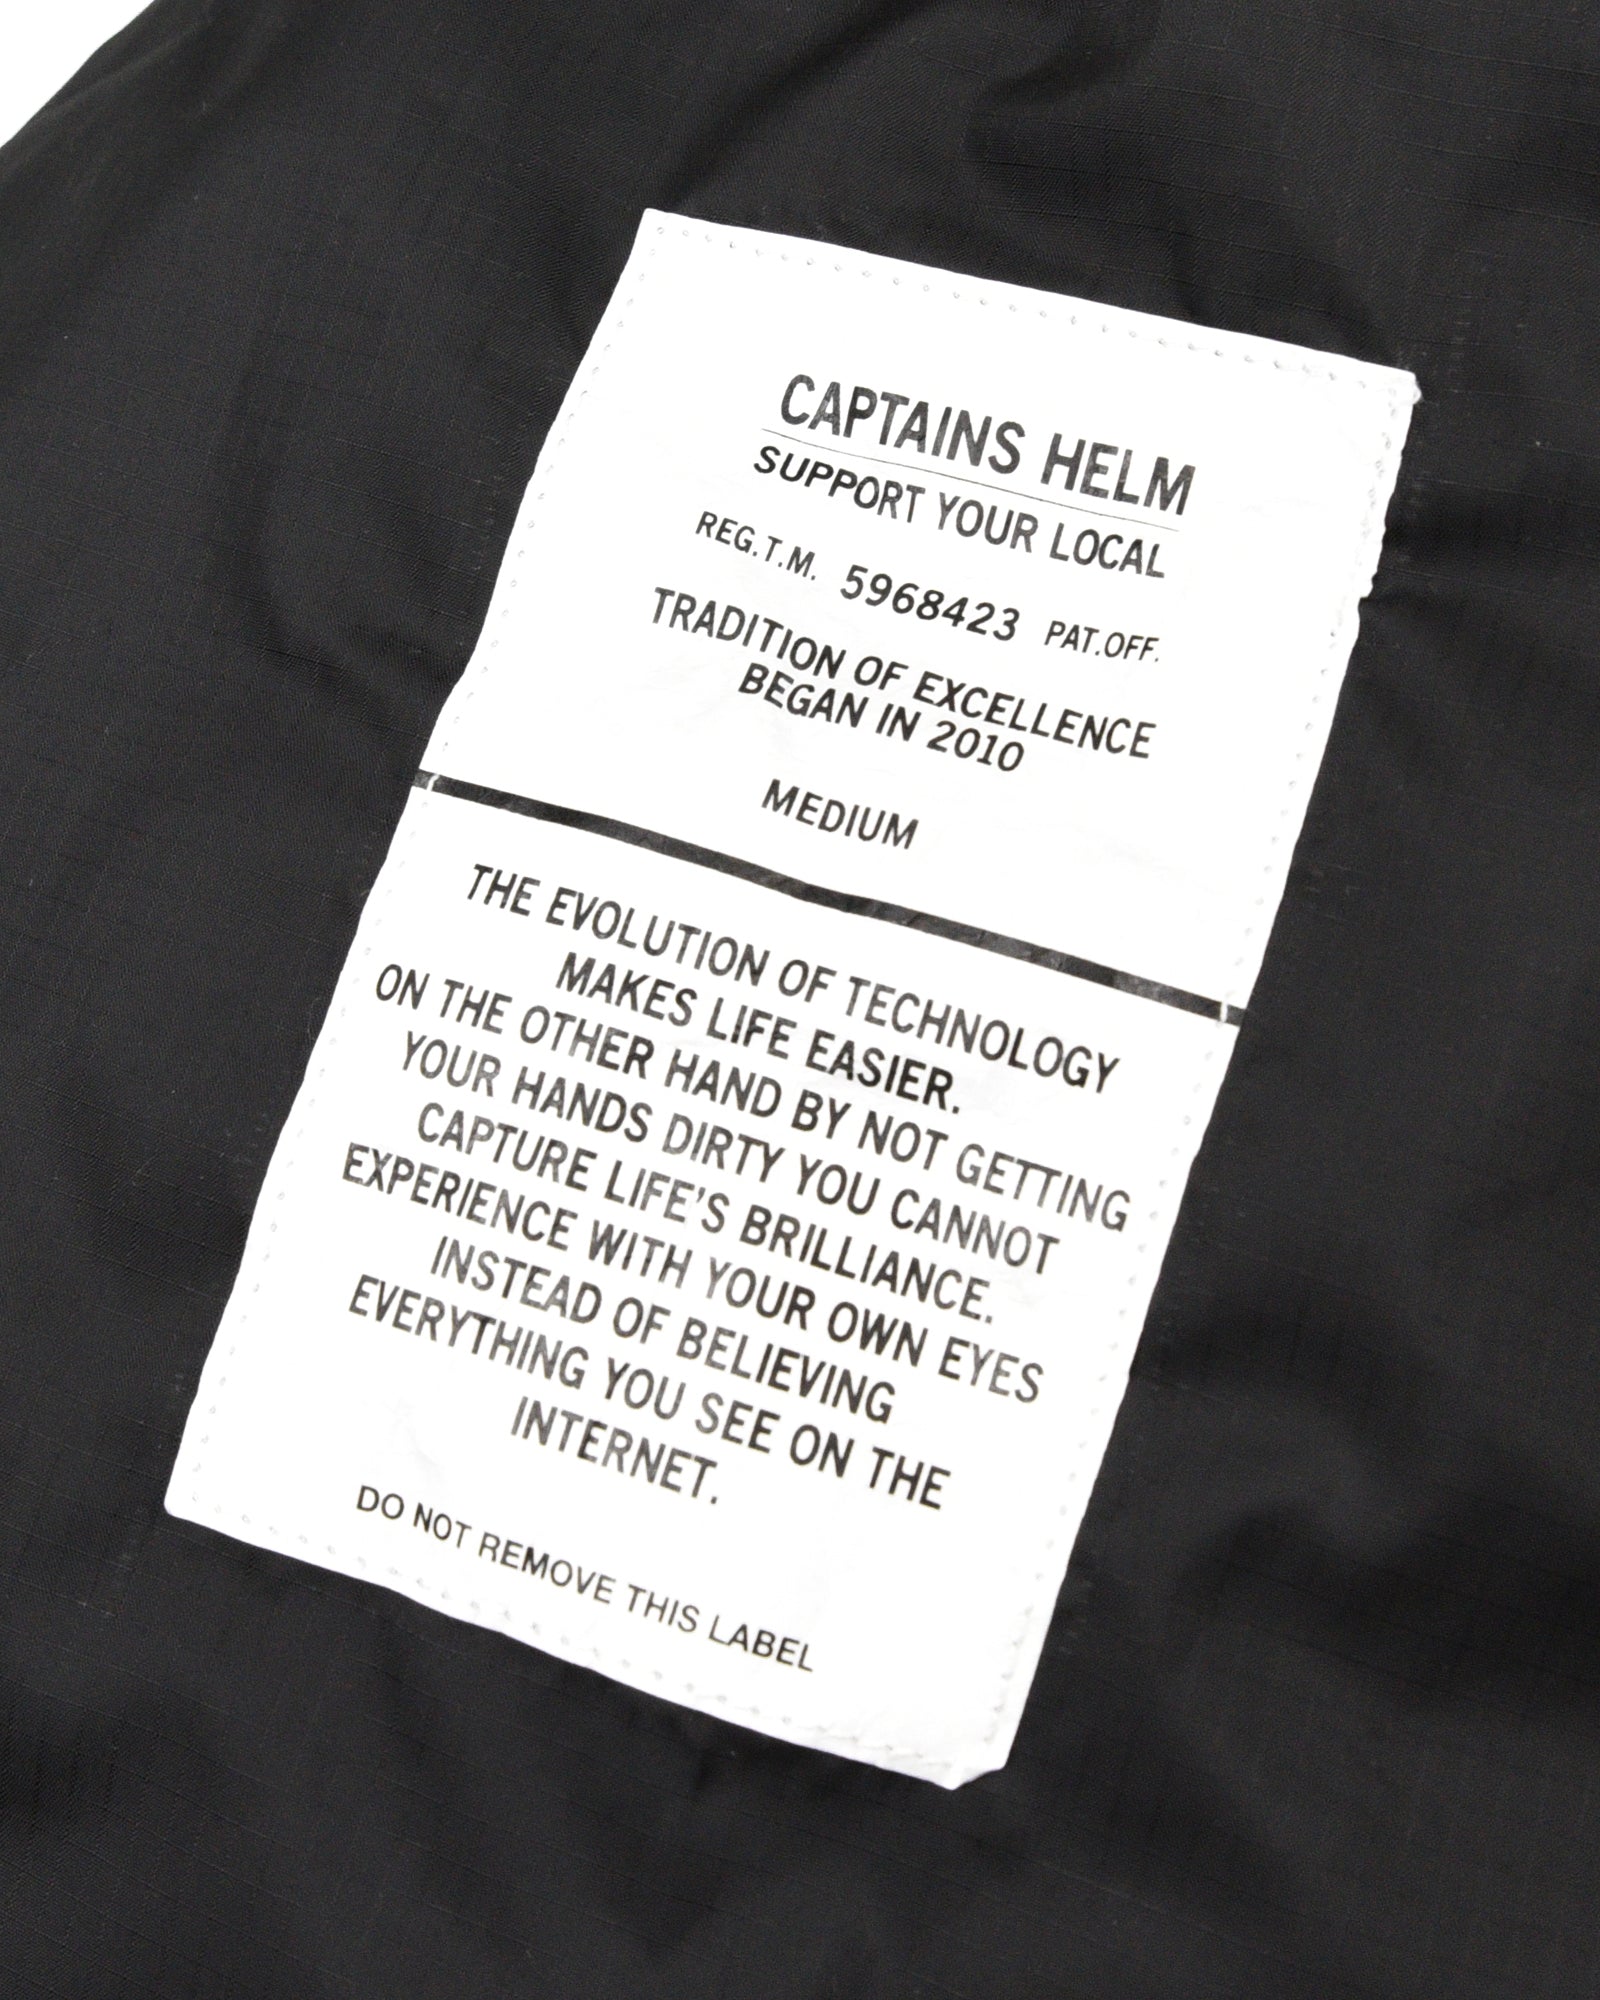 CAPTAINS HELM
SUPPORT YOUR LOCAL
REG.T.M. 5968423 PAT.OFF.
TRADITION OF EXCELLENCE
BEGAN IN 2010
MEDIUM
THE EVOLUTION OF TECHNOLOGY
MAKES LIFE EASIER.
ON THE OTHER HAND BY NOT GETTING
YOUR HANDS DIRTY YOU CANNOT
CAPTURE LIFE'S BRILLIANCE.
EXPERIENCE WITH YOUR OWN EYES
INSTEAD OF BELIEVING
EVERYTHING YOU SEE ON THE
INTERNET.
DO NOT REMOVE THIS LABEL